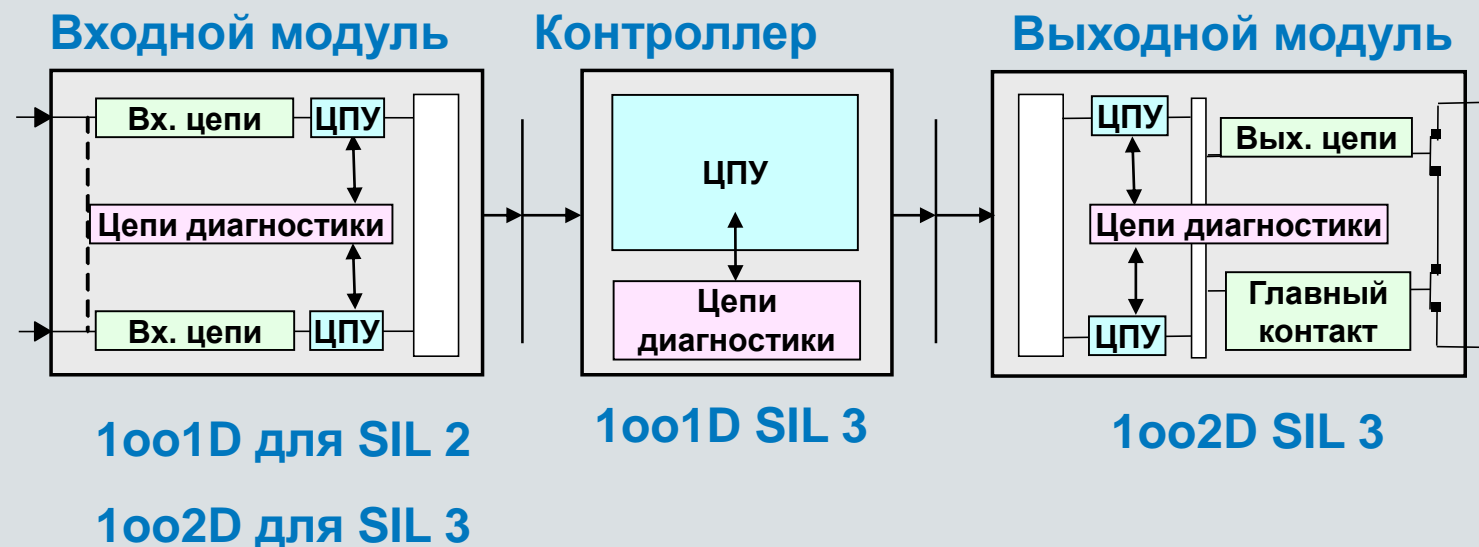 Входной модуль
Вх. цепи
ЦПУ
Цепи диагностики
Вх. цепи
ЦПУ
1oo1D для SIL 2
1oo2D для SIL 3
Контроллер
ЦПУ
Цепи
диагностики
1oo1D SIL 3
Выходной модуль
ЦПУ
Вых. цепи
Цепи диагностики
ЦПУ
Главный
контакт
1oo2D SIL 3